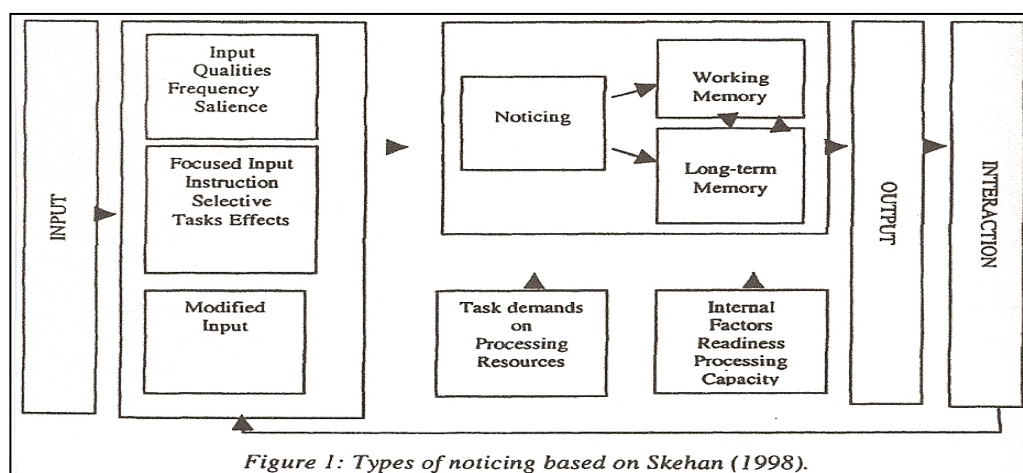 INPUT
Input
Qualities
Frequency
Salience
Focused Input
Instruction
Selective
Tasks Effects
Modified
Input
Noticing
Working
Memory
Long-term
Memory
Task demands
on
Processing
Resources
Internal
Factors
Readiness
Processing
Capacity
OUTPUT
INTERACTION
Figure 1: Types of noticing based on Skehan (1998).